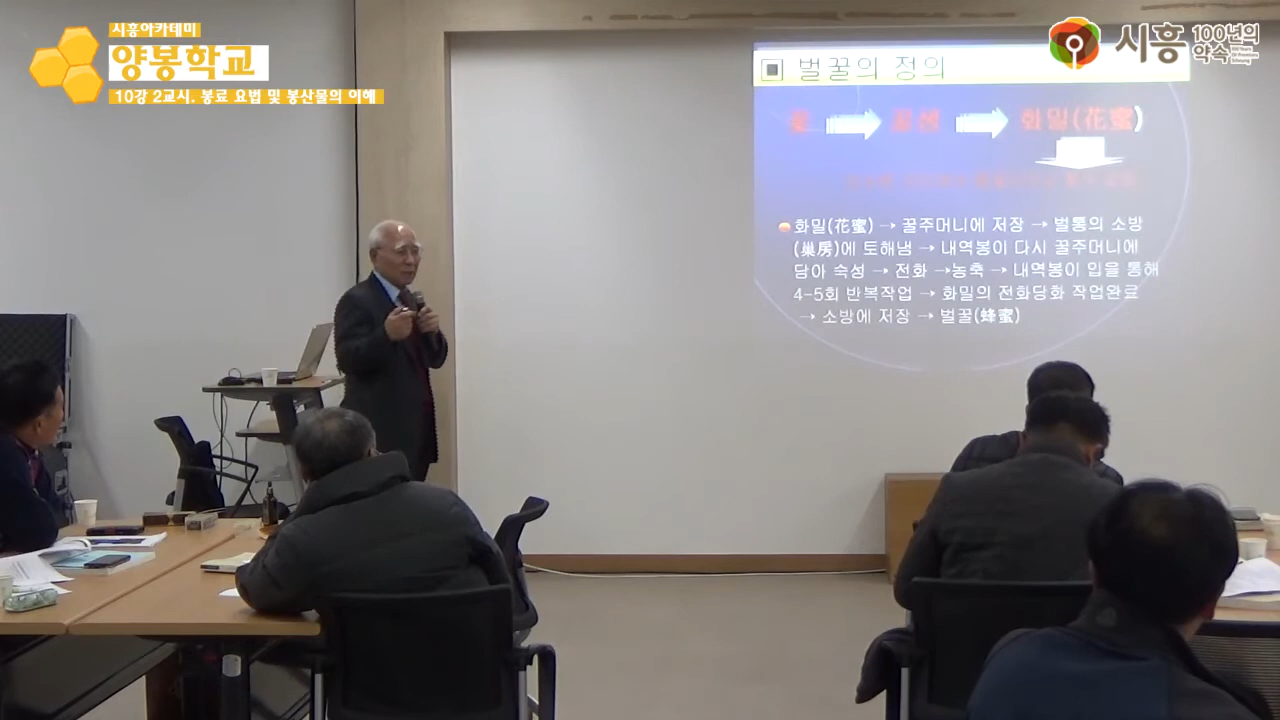 시흥아카데미
양봉학교
10강 2교시. 봉료 요법 및 봉산물의 이해
시흥 100년의 약속
벌꿀의 정의
꽃 꿀샘 화밀(花蜜)
화밀(花蜜) → 꿀주머니에 저장 → 벌통의 소방
(巢房)에 토해냄 → 내역봉이 다시 꿀주머니에
담아 숙성 → 전화 →농축 → 내역봉이 입을 통해
4-5회 반복작업 → 화밀의 전화당화 작업완료
→ 소방에 저장 → 벌꿀(蜂蜜)